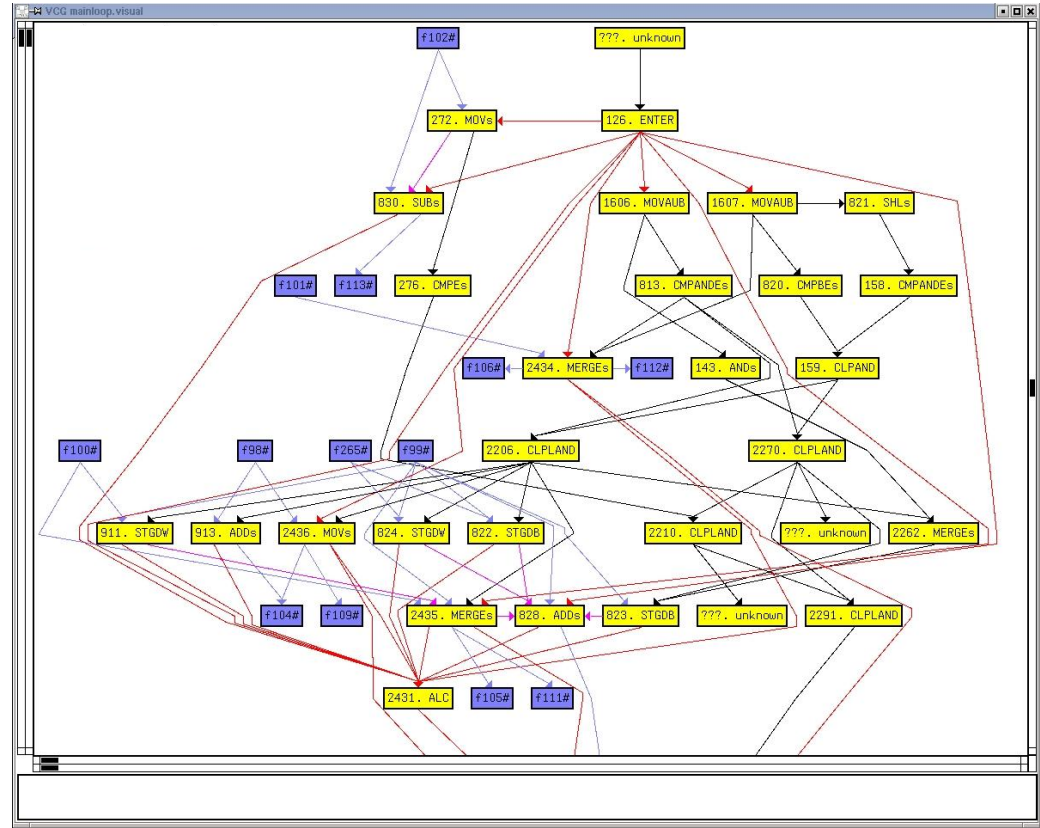 VCG mainloop.visual
f102#
???. unknown
272. MOVs
126. ENTER
830. SUBs
1606. MOVAUB
1607. MOVAUB
821. SHLs
f101#
f113#
276. CMPEs
813. CMPANDEs
820. CMPBEs
158. CMPANDEs
f106#
2434. MERGEs
f112#
143. ANDs
159. CLPAND
f100#
f98#
f265#
f99#
2206. CLPLAND
2270. CLPLAND
911. STGDW
913. ADDs
2436. MOVs
824. STGDW
822. STGDB
2210. CLPLAND
???. unknown
2262. MERGEs
f104#
f109#
2435. MERGEs
828. ADDs
823. STGDB
???. unknown
2291. CLPLAND
2431. ALC
f105#
f111#